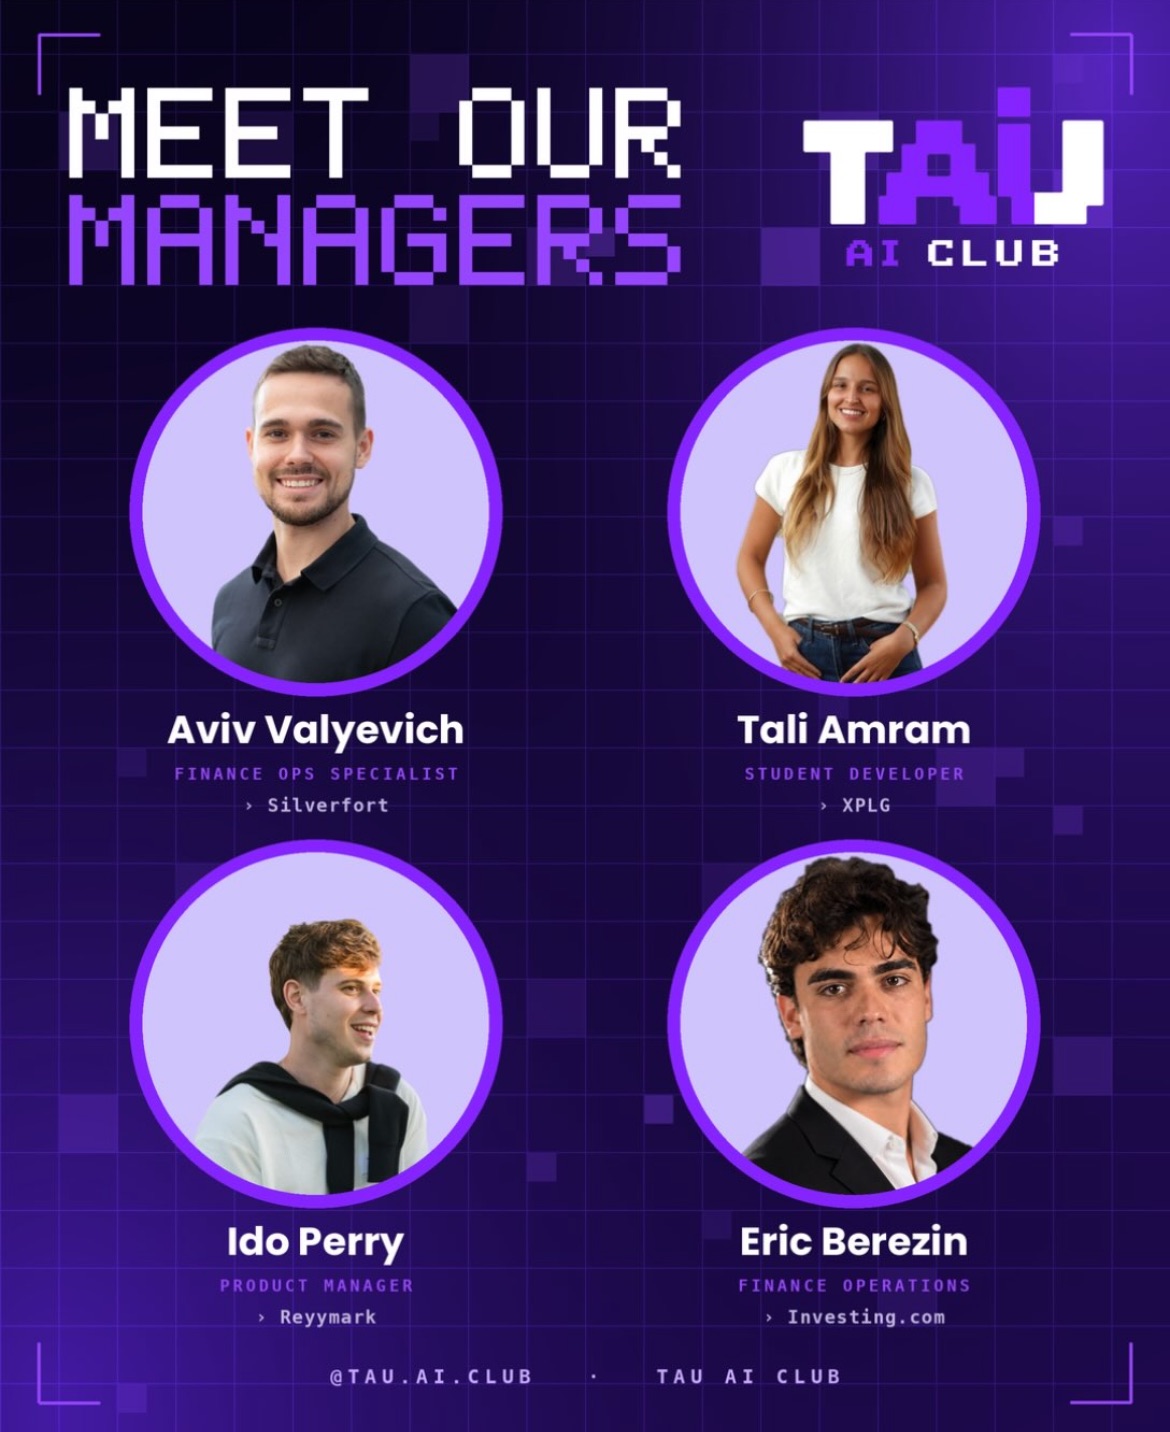 MEET OUR
MANAGERS
TAiU
AI CLUB
Aviv Valyevich
FINANCE OPS SPECIALIST
› Silverfort
Tali Amram
STUDENT DEVELOPER
› XPLG
Ido Perry
PRODUCT MANAGER
› Reyymark
Eric Berezin
FINANCE OPERATIONS
› Investing.com
@TAU.AI.CLUB · TAU AI CLUB